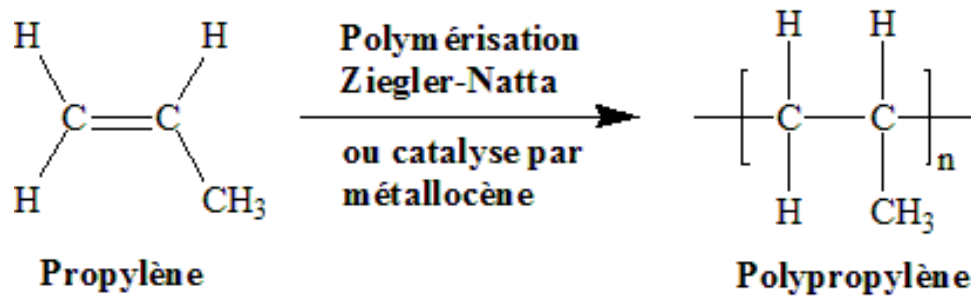 H H
C C
H CH3
Propylène
Polymérisation
Ziegler-Natta
ou catalyse par
métallocène
H H
C C
n
H CH3
Polypropylène